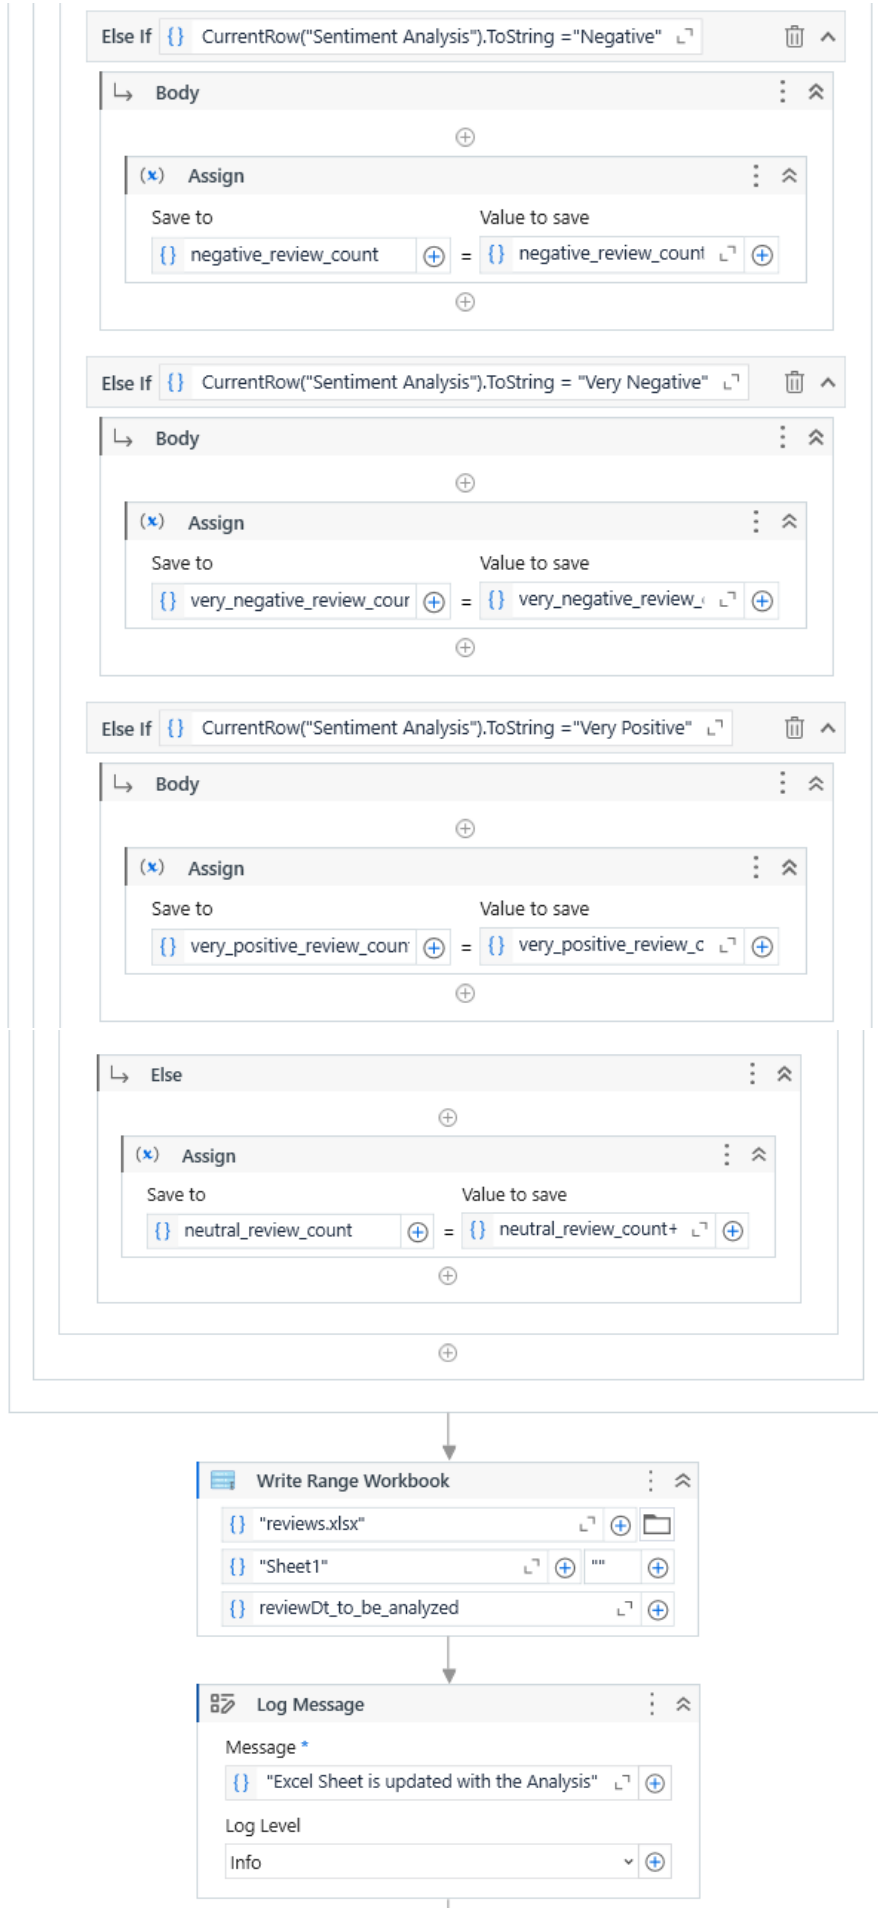 Else If {} CurrentRow("Sentiment Analysis").ToString ="Negative"
Body
(x) Assign
Save to Value to save
{} negative_review_count = {} negative_review_count
Else If {} CurrentRow("Sentiment Analysis").ToString = "Very Negative"
Body
(x) Assign
Save to Value to save
{} very_negative_review_cour = {} very_negative_review_
Else If {} CurrentRow("Sentiment Analysis").ToString ="Very Positive"
Body
(x) Assign
Save to Value to save
{} very_positive_review_count = {} very_positive_review_c
Else
(x) Assign
Save to Value to save
{} neutral_review_count = {} neutral_review_count+
Write Range Workbook
{} "reviews.xlsx"
{} "Sheet1" ""
{} reviewDt_to_be_analyzed
Log Message
Message *
{} "Excel Sheet is updated with the Analysis"
Log Level
Info